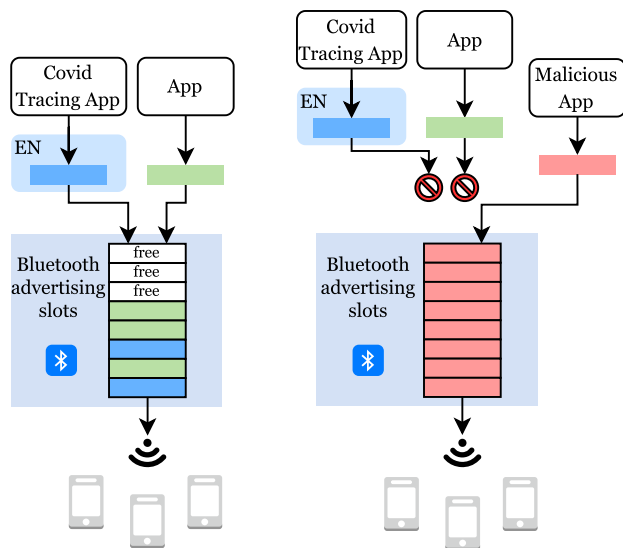 Covid
Tracing App
App
EN
Bluetooth
advertising
slots
free
free
free
Covid
Tracing App
App
Malicious
App
EN
Bluetooth
advertising
slots